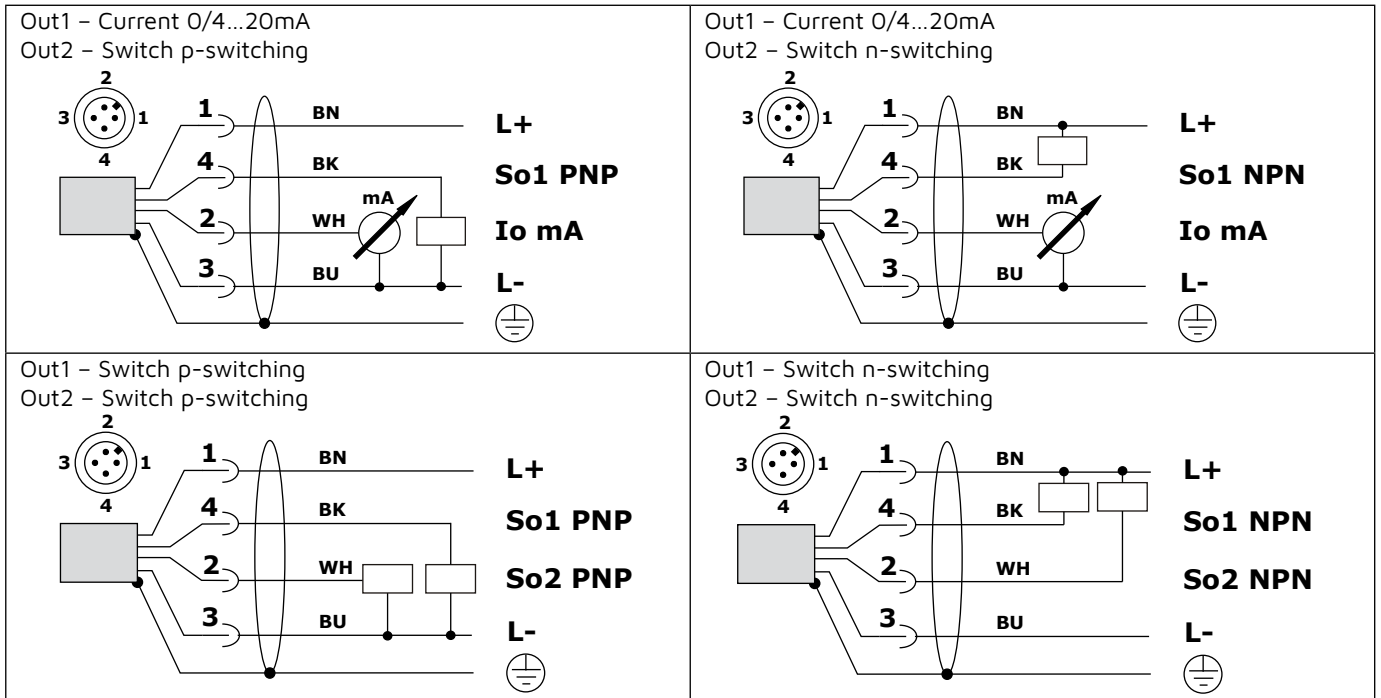 Out1 – Current 0/4...20mA
Out2 – Switch p-switching
2
3 1
4
1 BN L+
4 BK So1 PNP
mA
2 WH Io mA
3 BU L-
Out1 – Current 0/4...20mA
Out2 – Switch n-switching
2
3 1
4
1 BN L+
4 BK So1 NPN
mA
2 WH Io mA
3 BU L-
Out1 – Switch p-switching
Out2 – Switch p-switching
2
3 1
4
1 BN L+
4 BK So1 PNP
2 WH So2 PNP
3 BU L-
Out1 – Switch n-switching
Out2 – Switch n-switching
2
3 1
4
1 BN L+
4 BK So1 NPN
2 WH So2 NPN
3 BU L-